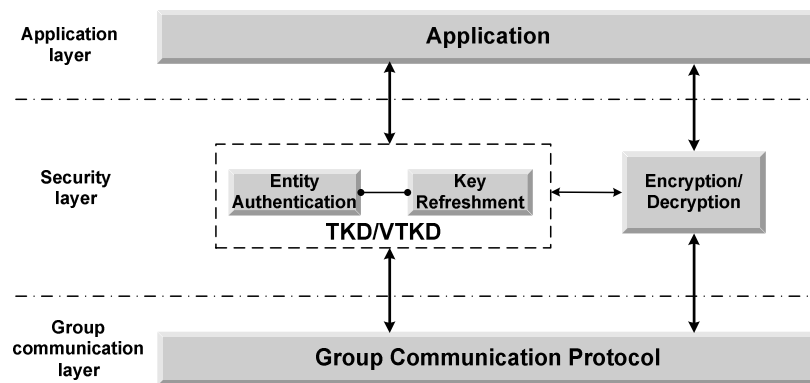 Application
layer
Application
Security
layer
Entity
Authentication
Key
Refreshment
TKD/VTKD
Encryption/
Decryption
Group
communication
layer
Group Communication Protocol